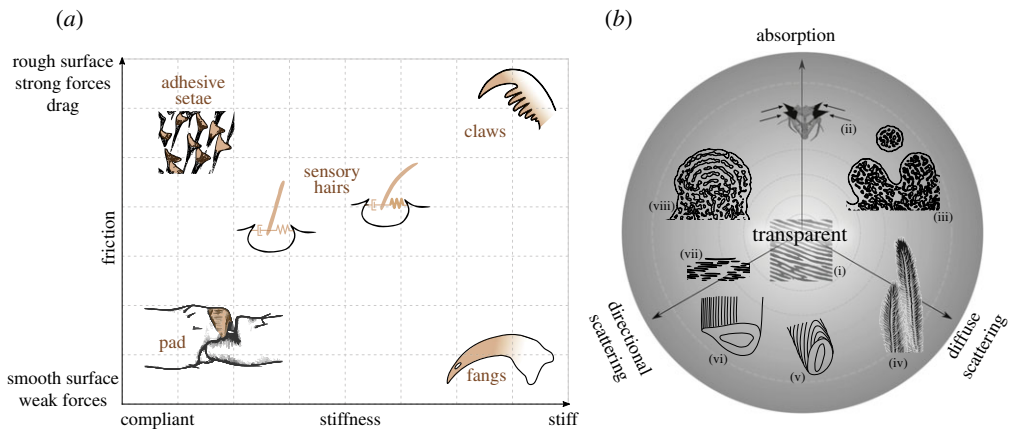 (a)
rough surface
strong forces
drag
friction
smooth surface
weak forces
adhesive
setae
claws
sensory
hairs
pad
fangs
compliant
stiffness
stiff
(b)
absorption
(ii)
(viii)
(iii)
transparent
(vii)
(i)
directional
scattering
(vi)
(v)
(iv)
diffuse
scattering